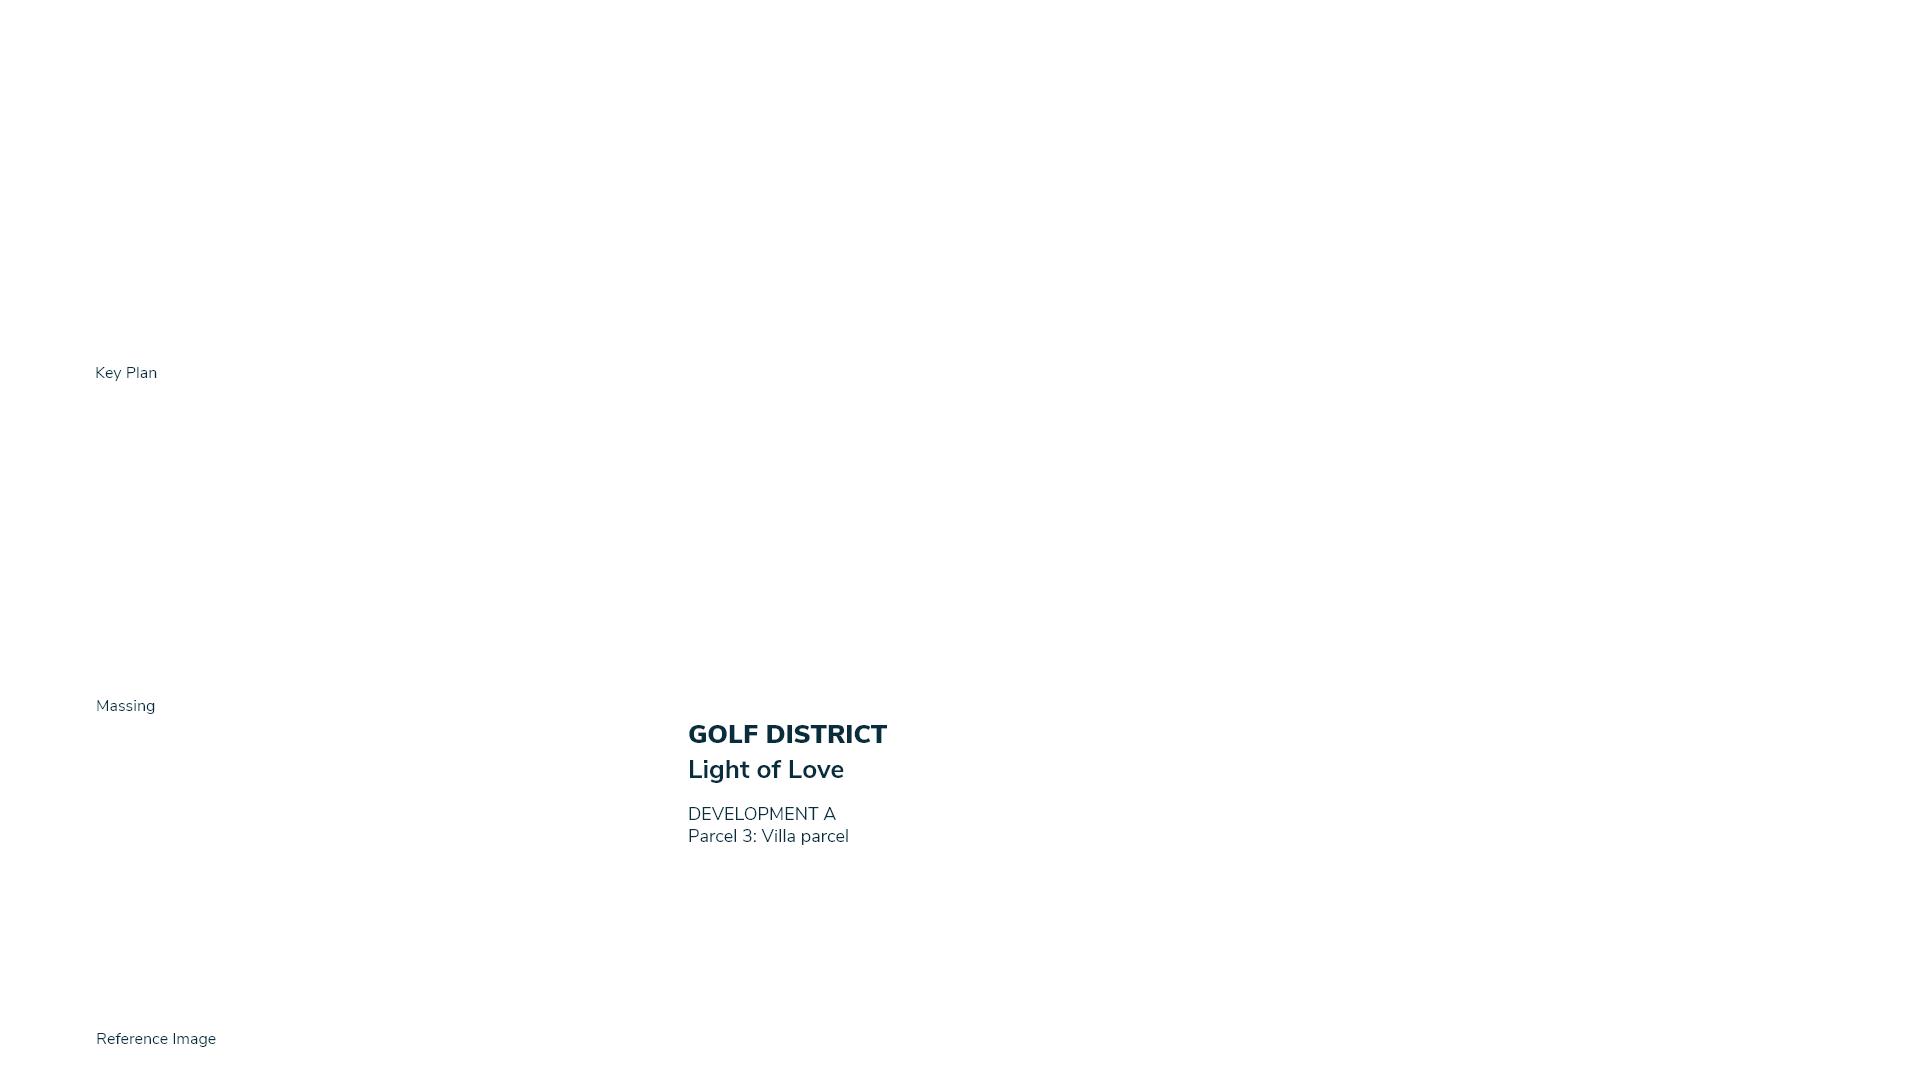 Key Plan
Massing
GOLF DISTRICT
Light of Love
DEVELOPMENT A
Parcel 3: Villa parcel
Reference Image